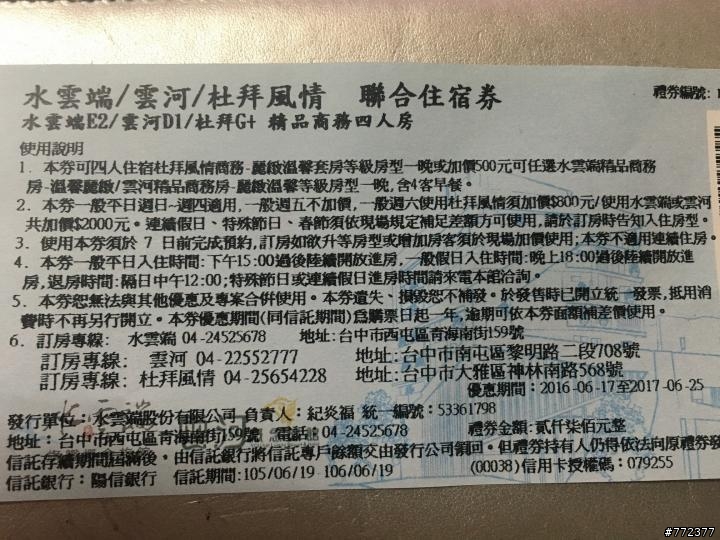 水雲端/雲河/杜拜風情　聯合住宿券
禮券編號：
水雲端E2/雲河D1/杜拜G+ 精品商務四人房
使用說明
1. 本券可四人住宿杜拜風情商務-麗緻溫馨套房等級房型一晚或加價500元可任選水雲端精品商務
房-溫馨麗緻/雲河精品商務房-麗緻溫馨等級房型一晚,含4客早餐。
2. 本券一般平日週日-週四適用,一般週五不加價,一般週六使用杜拜風情須加價$800元/使用水雲端或雲河
共加價$2000元。連續假日、特殊節日、春節須依現場規定補足差額方可使用,請於訂房時告知入住房型。
3. 使用本券須於 7 日前完成預約,訂房如欲升等房型或增加房客須於現場加價使用;本券不適用連續住房。
4. 本券一般平日入住時間:下午15:00過後陸續開放進房,一般假日入住時間:晚上18:00過後陸續開放進
房,退房時間:隔日中午12:00;特殊節日或連續假日進房時間請來電本館洽詢。
5. 本券恕無法與其他優惠及專案合併使用。本券遺失、損毀恕不補發。於發售時已開立統一發票,抵用消
費時不再另行開立。本券優惠期間(同信託期間)為購票日起一年,逾期可依本券面額補差價使用。
6. 訂房專線: 水雲端 04-24525678 地址:台中市西屯區青海南街159號
訂房專線: 雲河 04-22552777 地址:台中市南屯區黎明路二段708號
訂房專線: 杜拜風情 04-25654228 地址:台中市大雅區神林南路568號
優惠期間：2016-06-17至2017-06-25
發行單位：水雲端股份有限公司 負責人：紀炎福 統一編號：53361798
禮券金額:貳仟柒佰元整
地址：台中市西屯區青海南街159號 電話：04-24525678
信託存續期間屆滿後，由信託銀行將信託專戶餘額交由發行公司領回。但禮券持有人仍得依法向原禮券發
信託銀行：陽信銀行 信託期間:105/06/19 -106/06/19
(00038)信用卡授權碼：079255
#772377